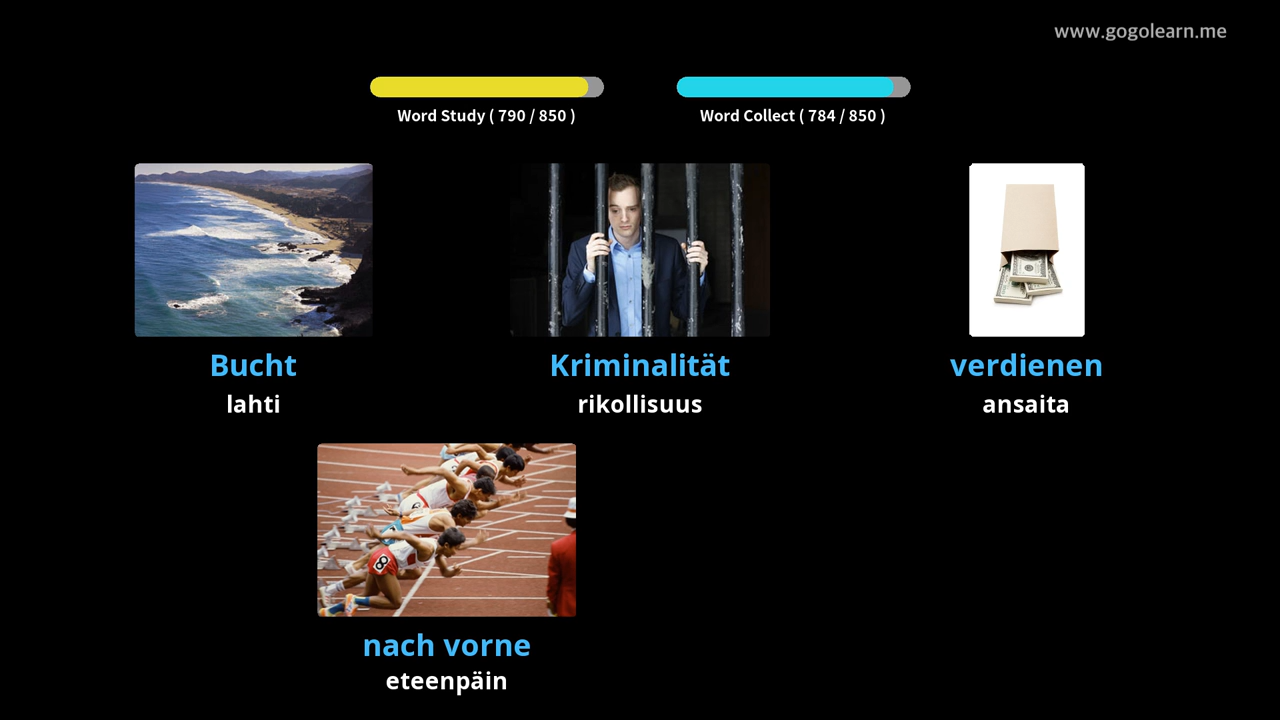 www.gogolearn.me
Word Study ( 790 / 850 )
Word Collect ( 784 / 850 )
Bucht
lahti
Kriminalität
rikollisuus
verdienen
ansaita
nach vorne
eteenpäin